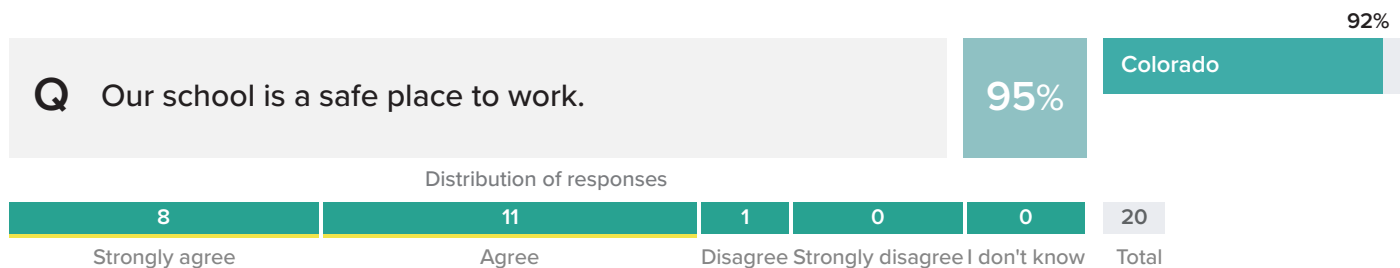 92%
Q Our school is a safe place to work.
95%
Colorado
Distribution of responses
8 11 1 0 0 20
Strongly agree Agree Disagree Strongly disagree I don't know Total